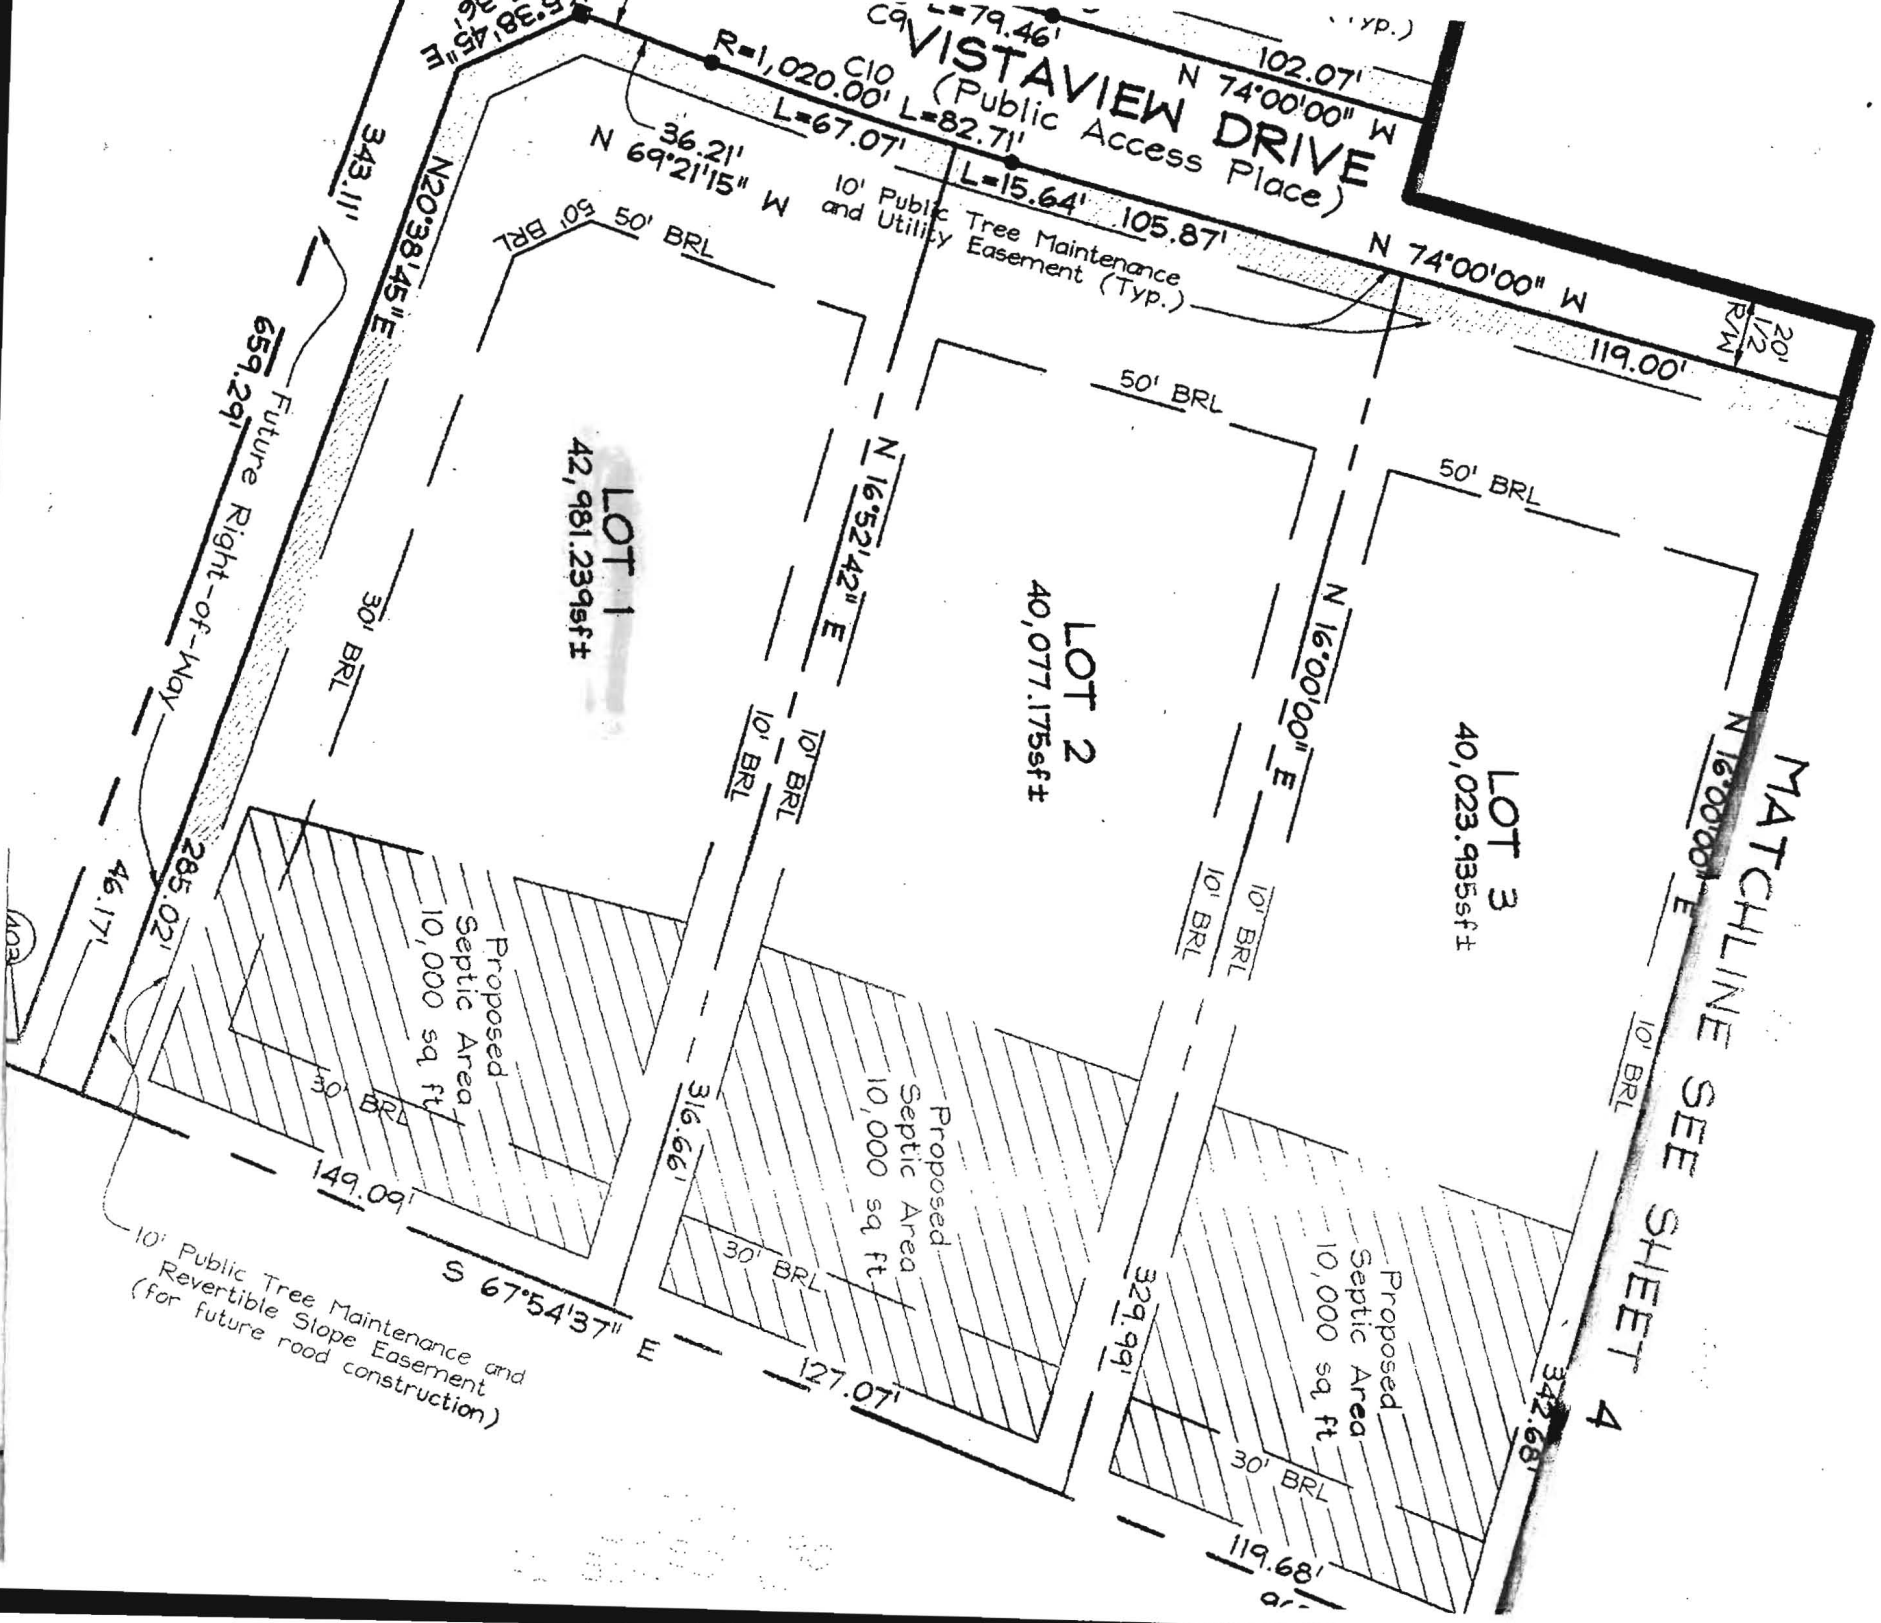 5°38'45"E
L=79.46'
C9
(Typ.)
102.07'
N 74°00'00" W
VISTAVIEW DRIVE
(Public Access Place)
R=1,020.00'
C10
L=82.71'
L=67.07'
36.21'
N 69°21'15" W
L=15.64'
105.87'
N 74°00'00" W
119.00'
20'
1/2
R/W
10' Public Tree Maintenance
and Utility Easement (Typ.)
343.11'
N20°38'45"E
659.29'
Future Right-of-Way
50' BRL
50' BRL
50' BRL
50' BRL
30' BRL
LOT 1
42,981.239sf±
N 16°52'42" E
LOT 2
40,077.175sf±
N 16°00'00" E
LOT 3
40,023.935sf±
N 16°00'00" E
MATCHLINE SEE SHEET 4
10' BRL
10' BRL
10' BRL
10' BRL
10' BRL
285.02'
46.17'
403
Proposed
Septic Area
10,000 sq ft
30' BRL
316.66'
Proposed
Septic Area
10,000 sq ft
30' BRL
329.99'
Proposed
Septic Area
10,000 sq ft
30' BRL
342.68'
149.09'
S 67°54'37" E
127.07'
119.68'
10' Public Tree Maintenance and
Revertible Slope Easement
(for future road construction)